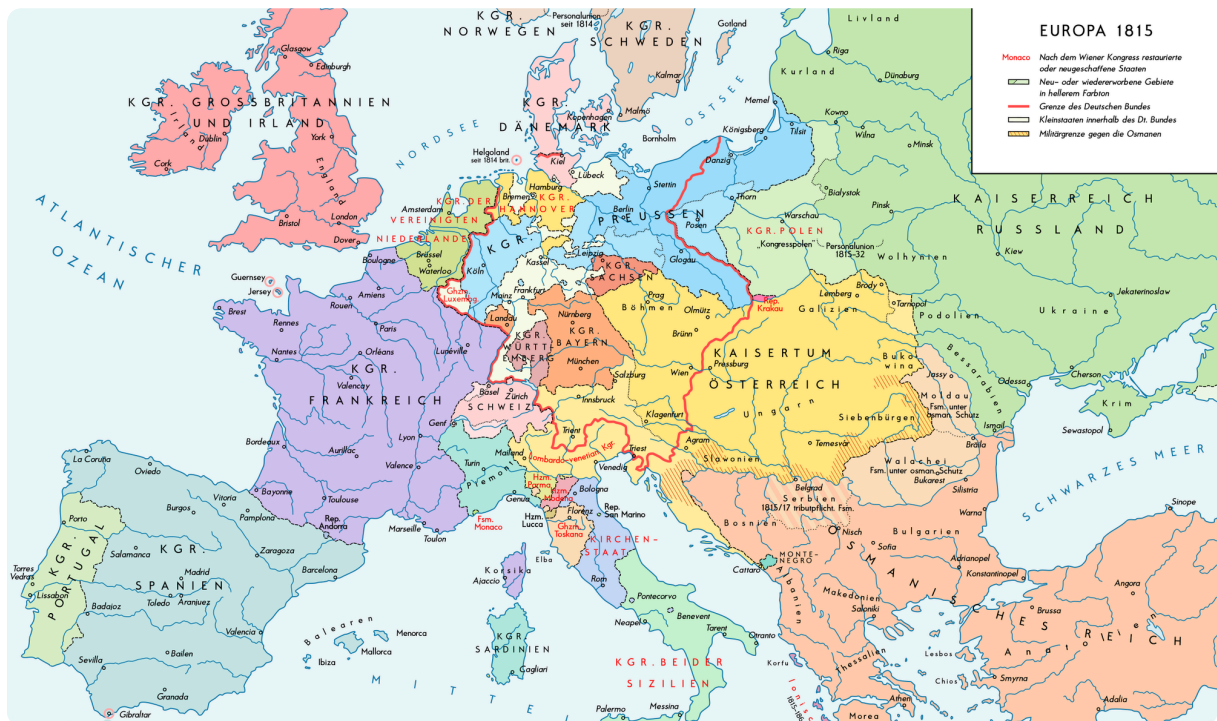 EUROPA 1815
Monaco Nach dem Wiener Kongress restaurierte
oder neugeschaffene Staaten
Neu- oder wiedererworbene Gebiete
in hellerem Farbton
Grenze des Deutschen Bundes
Kleinstaaten innerhalb des Dt. Bundes
Militärgrenze gegen die Osmanen
KGR.
NORWEGEN
Personalunion
seit 1814
KGR.
SCHWEDEN
Gotland
Kalmar
Malmö
Livland
Riga
Kurland
Dünaburg
Memel
Kowno
Wilna
Minsk
Tilsit
Königsberg
OSTSEE
NORDSEE
Glasgow
Edinburgh
KGR. GROSSBRITANNIEN
UND IRLAND
Irland
Dublin
Cork
York
England
Bristol
London
Dover
KGR.
DÄNEMARK
Kopenhagen
Bornholm
Helgoland
seit 1814 brit.
Kiel
Lübeck
Hamburg
Bremen
KGR.
HANNOVER
Amsterdam
KGR. DER
VEREINIGTEN
NIEDERLANDE
Brüssel
Waterloo
Ghzm.
Luxembg.
KGR.
PREUSSEN
Danzig
Stettin
Berlin
Thorn
Posen
Glogau
Köln
Kassel
Leipzig
KGR.
SACHSEN
Mainz
Frankfurt
Landau
Nürnberg
KGR.
BAYERN
München
KGR.
WÜRTT-
EMBERG
Bialystok
Pinsk
Warschau
KGR. POLEN
"Kongresspolen"
Personalunion
1815-32
KAISERREICH
RUSSLAND
Wolhynien
Kiew
Jekaterinoslaw
Ukraine
Podolien
Bessarabien
Odessa
Cherson
Ismail
Krim
Sewastopol
Rep.
Krakau
Lemberg
Brody
Tarnopol
Galizien
Prag
Böhmen
Olmütz
Brünn
KAISERTUM
ÖSTERREICH
Wien
Pressburg
Salzburg
Innsbruck
Klagenfurt
Ungarn
Buko-
wina
Siebenbürgen
Temesvár
Agram
Slawonien
Triest
Trient
Jassy
Moldau
Fsm. unter
osman. Schutz
Braila
Walachei
Fsm. unter osman. Schutz
Bukarest
Silistria
Warna
SCHWARZES MEER
Sinope
ATLANTISCHER
OZEAN
Guernsey
Jersey
Brest
Boulogne
Amiens
Rouen
Paris
Rennes
Nantes
Orléans
Lunéville
KGR.
Valencay
FRANKREICH
Lyon
Bordeaux
Aurillac
Valence
Bayonne
Toulouse
Marseille
Toulon
Rep.
Andorra
Basel
Zürich
SCHWEIZ
Genf
Turin
Piemont
Mailand
Genua
Fsm.
Monaco
Lombardo-venetian. Kgr.
Venedig
Hzm.
Parma
Hzm.
Modena
Bologna
Hzm.
Lucca
Florenz
Ghzm.
Toskana
Rep.
San Marino
KIRCHEN-
STAAT
Elba
Rom
Korsika
Ajaccio
KGR.
SARDINIEN
Cagliari
Pontecorvo
Benevent
Neapel
Tarent
Otranto
KGR. BEIDER
SIZILIEN
Palermo
Messina
La Coruña
Oviedo
Vitoria
Burgos
Pamplona
Zaragoza
Barcelona
KGR.
SPANIEN
Salamanca
Madrid
Toledo
Aranjuez
Badajoz
Valencia
Bailen
Sevilla
Granada
Gibraltar
KGR.
PORTUGAL
Porto
Torres
Vedras
Lissabon
Balearen
Menorca
Mallorca
Ibiza
MITTEL
Belgrad
Serbien
1815/17 tributpflicht. Fsm.
Bosnien
Nisch
Bulgarien
Sofia
MONTE-
NEGRO
Cattaro
Albanien
Makedonien
Saloniki
Adrianopel
Konstantinopel
OSMANISCHES REICH
Brussa
Angora
Anatolien
Smyrna
Adalia
Lesbos
Chios
Thessalien
Athen
Morea
Korfu
Ionisc